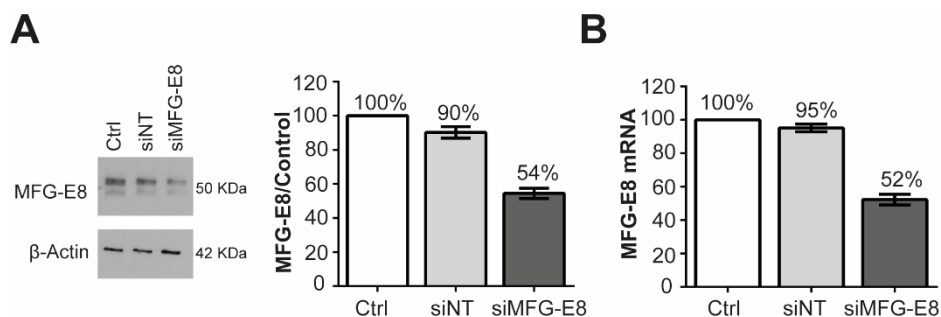 A
Ctrl
siNT
siMFG-E8
MFG-E8
50 KDa
β-Actin
42 KDa
MFG-E8/Control
120
100
80
60
40
20
0
100%
90%
54%
Ctrl siNT siMFG-E8
B
MFG-E8 mRNA
120
100
80
60
40
20
0
100%
95%
52%
Ctrl siNT siMFG-E8